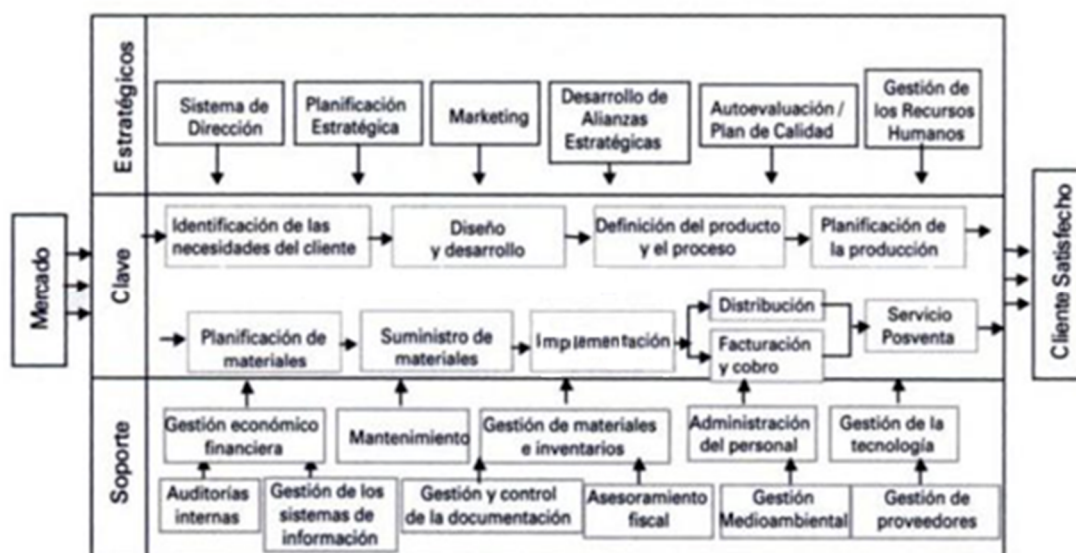 Estratégicos
Sistema de
Dirección
Planificación
Estratégica
Marketing
Desarrollo de
Alianzas
Estratégicas
Autoevaluación /
Plan de Calidad
Gestión de
los Recursos
Humanos
Mercado
Clave
Identificación de las
necesidades del cliente
Diseño
y desarrollo
Definición del producto
y el proceso
Planificación de
la producción
Planificación de
materiales
Suministro de
materiales
Implementación
Distribución
Facturación
y cobro
Servicio
Posventa
Cliente Satisfecho
Soporte
Gestión económico
financiera
Mantenimiento
Gestión de materiales
e inventarios
Administración
del personal
Gestión de la
tecnología
Auditorías
internas
Gestión de los
sistemas de
información
Gestión y control
de la documentación
Asesoramiento
fiscal
Gestión
Medioambiental
Gestión de
proveedores